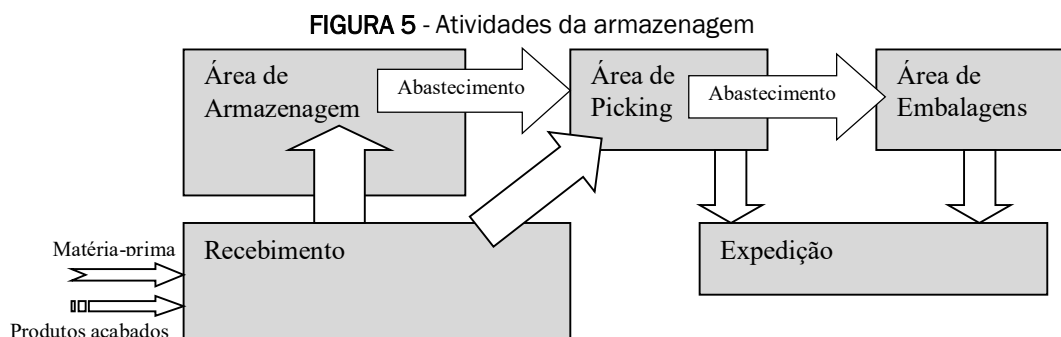 FIGURA 5 - Atividades da armazenagem
Área de
Armazenagem
Abastecimento
Área de
Picking
Abastecimento
Área de
Embalagens
Matéria-prima
Recebimento
Expedição
Produtos acabados